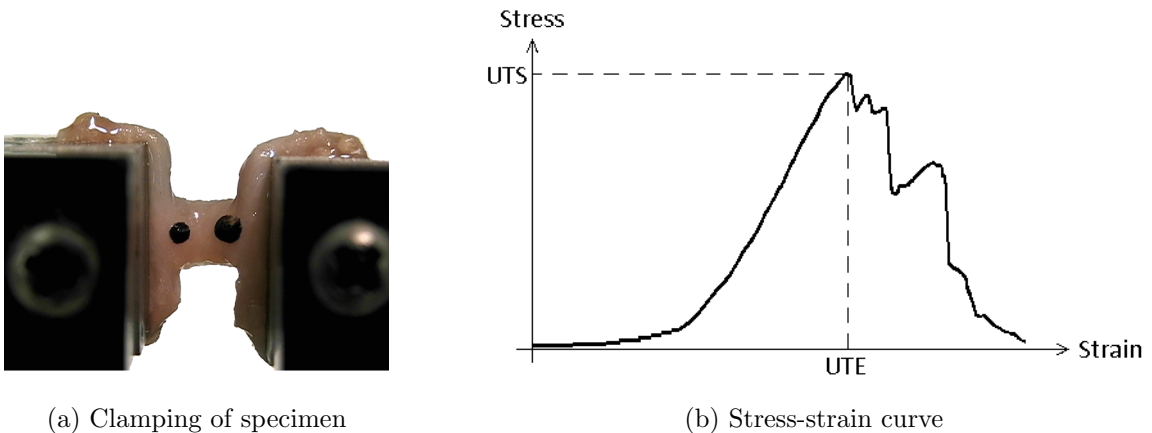 Stress
UTS
UTE
Strain
(a) Clamping of specimen
(b) Stress-strain curve